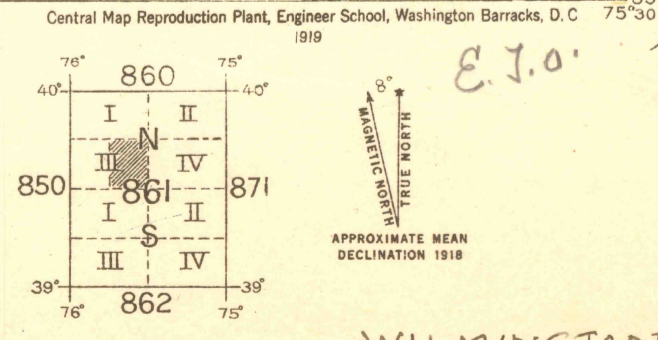 Central Map Reproduction Plant, Engineer School, Washington Barracks, D. C
75°30
1919
E. J. O.
76° 860 75°
40° 40°
I II
N
III IV
850 861 871
I II
S
III IV
39° 39°
76° 862 75°
8°
MAGNETIC NORTH
TRUE NORTH
APPROXIMATE MEAN
DECLINATION 1918